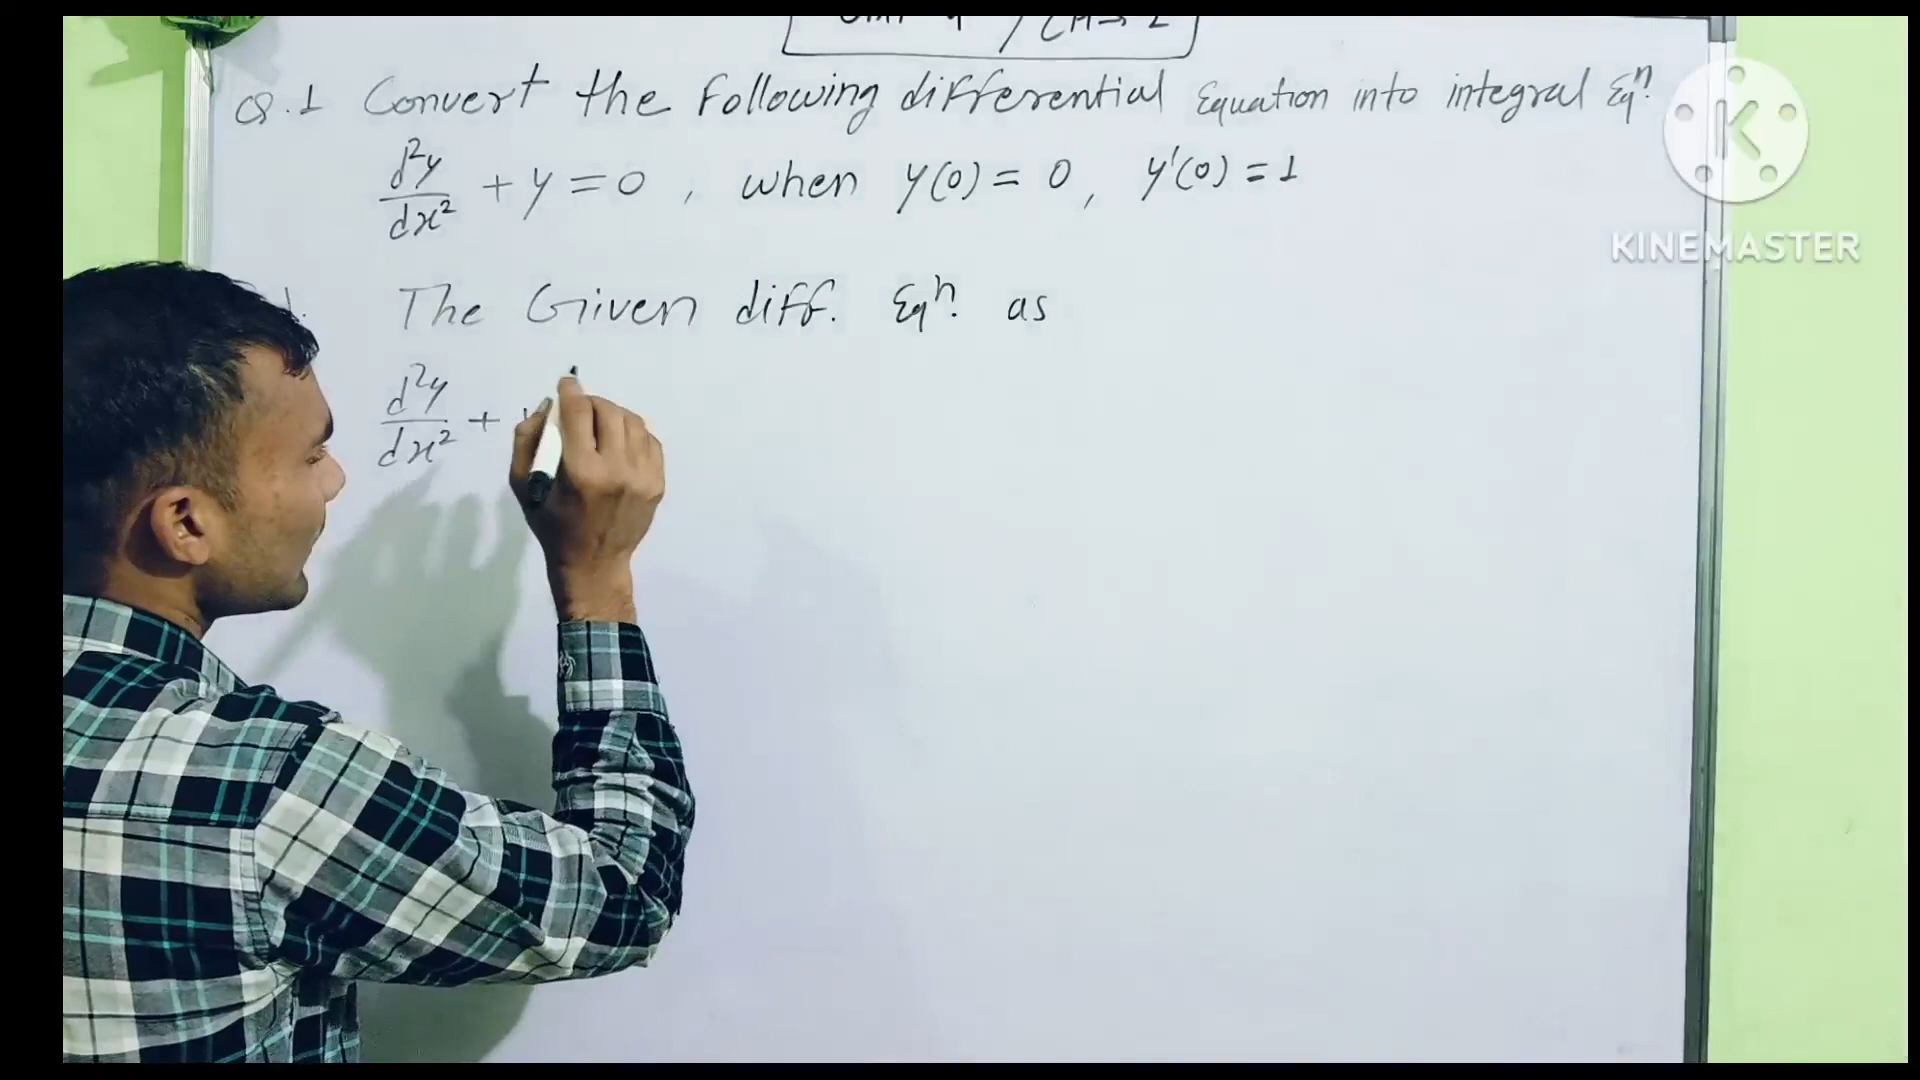 Q.1 Convert the following differential Equation into integral Eqⁿ.
d²y/dx² + y = 0 , when y(0) = 0, y'(0) = 1
The Given diff. Eqⁿ. as
d²y/dx² +
K
KINEMASTER